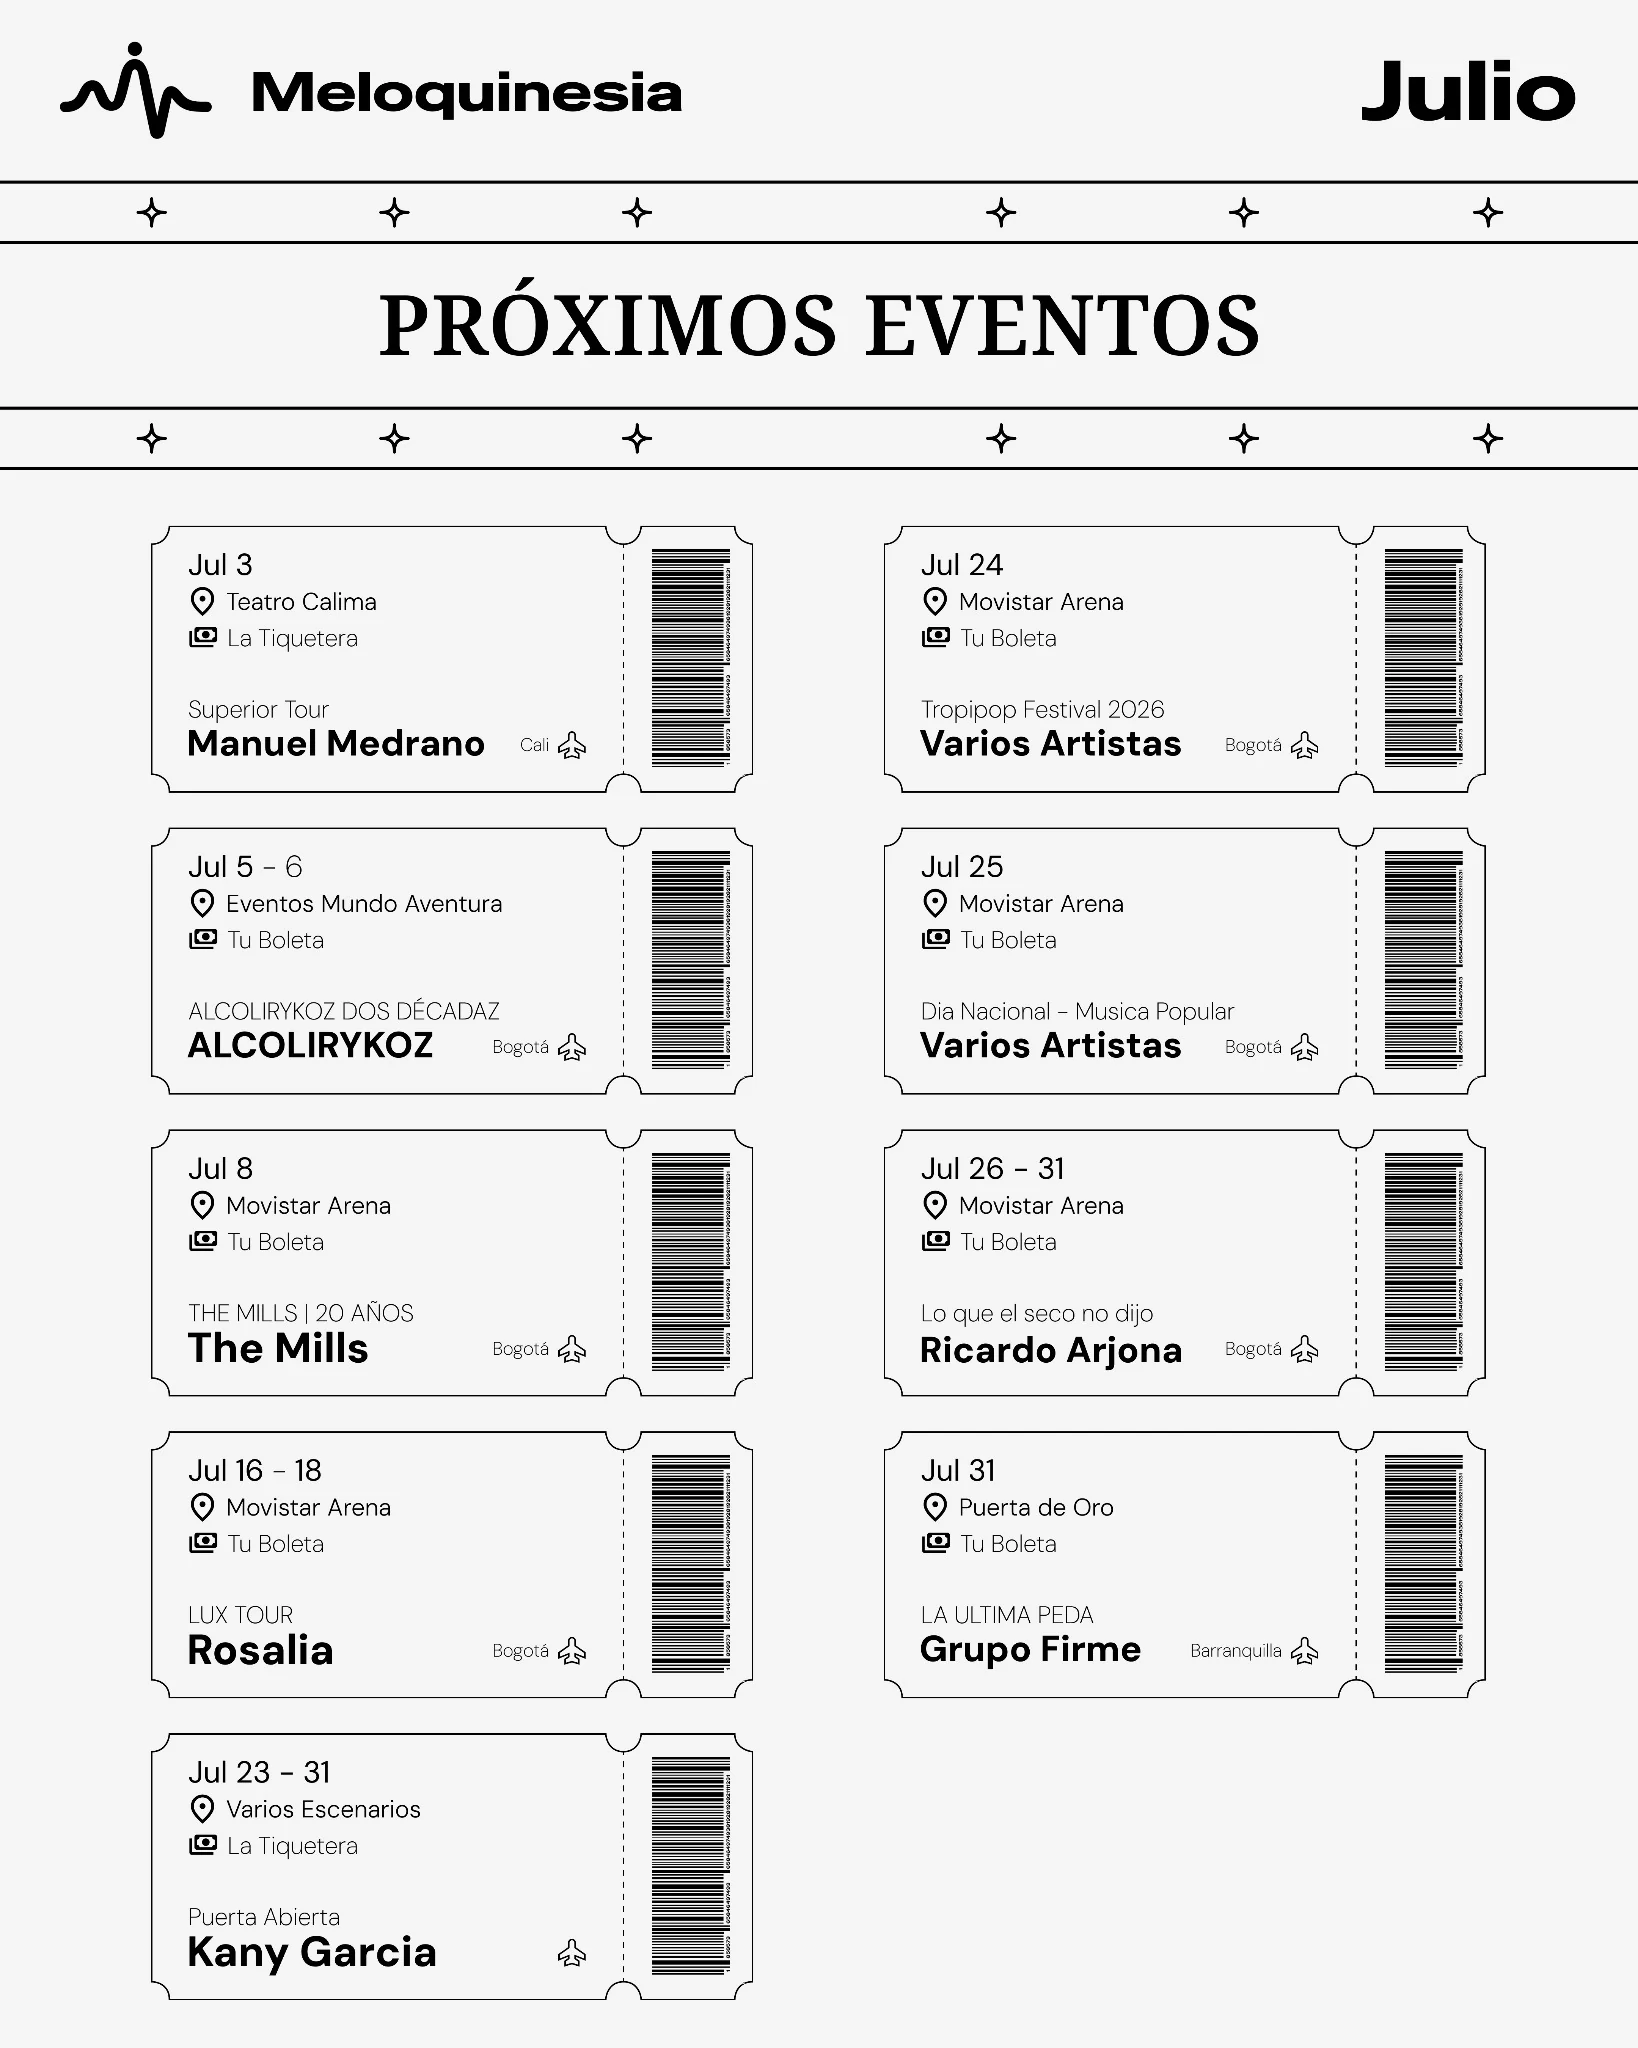 Meloquinesia
Julio
PRÓXIMOS EVENTOS
Jul 3
Teatro Calima
La Tiquetera
Superior Tour
Manuel Medrano
Cali
Jul 5 - 6
Eventos Mundo Aventura
Tu Boleta
ALCOLIRYKOZ DOS DÉCADAZ
ALCOLIRYKOZ
Bogotá
Jul 8
Movistar Arena
Tu Boleta
THE MILLS | 20 AÑOS
The Mills
Bogotá
Jul 16 - 18
Movistar Arena
Tu Boleta
LUX TOUR
Rosalia
Bogotá
Jul 23 - 31
Varios Escenarios
La Tiquetera
Puerta Abierta
Kany Garcia
Jul 24
Movistar Arena
Tu Boleta
Tropipop Festival 2026
Varios Artistas
Bogotá
Jul 25
Movistar Arena
Tu Boleta
Dia Nacional - Musica Popular
Varios Artistas
Bogotá
Jul 26 - 31
Movistar Arena
Tu Boleta
Lo que el seco no dijo
Ricardo Arjona
Bogotá
Jul 31
Puerta de Oro
Tu Boleta
LA ULTIMA PEDA
Grupo Firme
Barranquilla